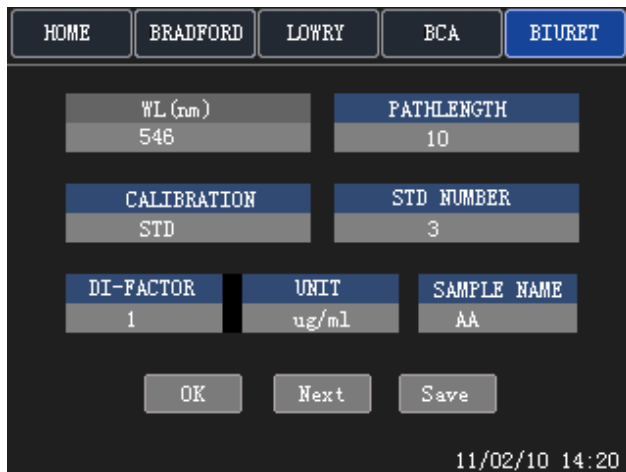 HOME BRADFORD LOWRY BCA BIURET
WL(nm) PATHLENGTH
546 10
CALIBRATION STD NUMBER
STD 3
DI-FACTOR UNIT SAMPLE NAME
1 ug/ml AA
OK Next Save
11/02/10 14:20